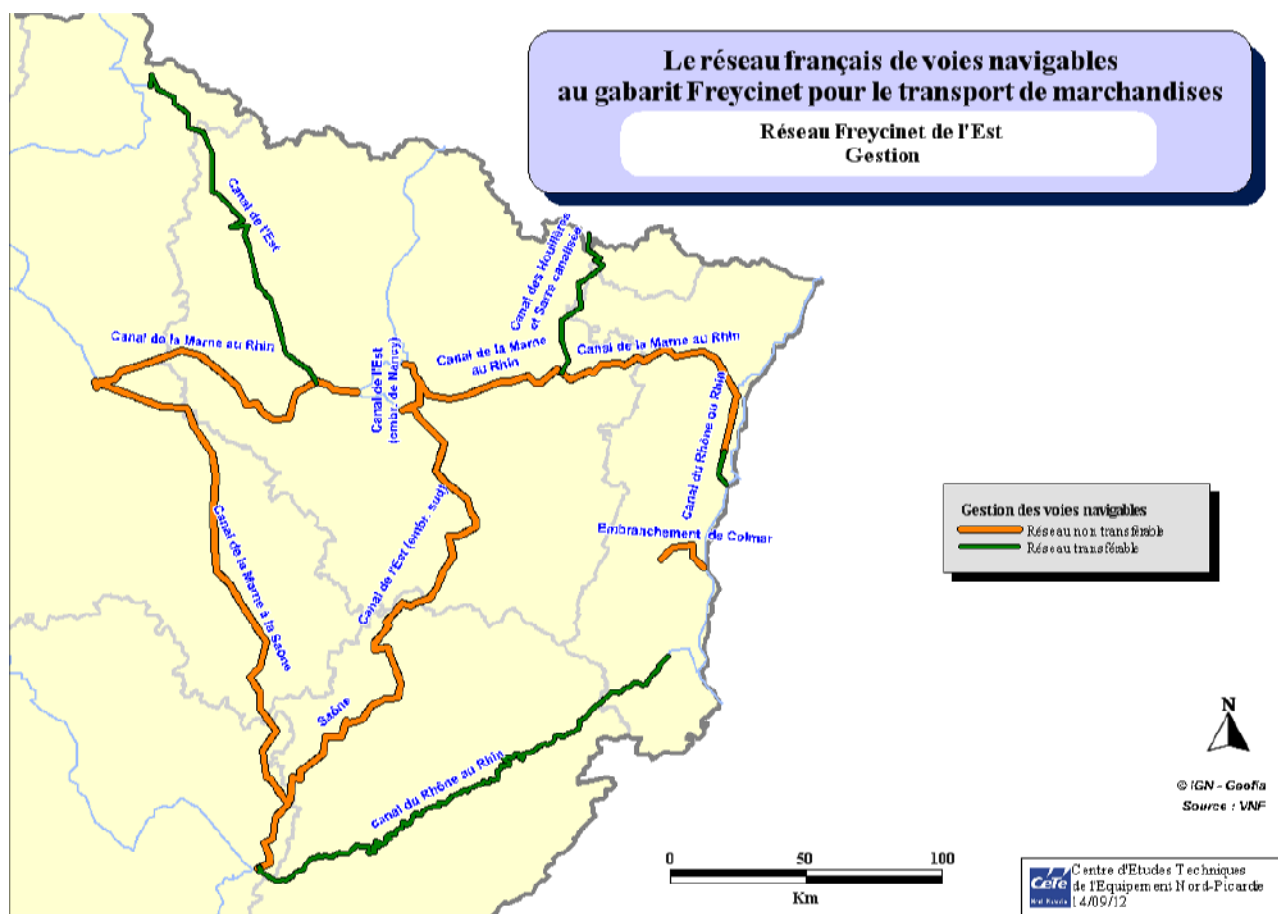 Le réseau français de voies navigables
au gabarit Freycinet pour le transport de marchandises
Réseau Freycinet de l'Est
Gestion
Canal de l'Est
Canal des Houillères
et Sarre canalisée
Canal de la Marne au Rhin
Canal de l'Est
(embr. de Nancy)
Canal de la Marne
au Rhin
Canal de la Marne au Rhin
Canal du Rhône au Rhin
Canal de l'Est (embr. sud)
Embranchement de Colmar
Canal de la Marne à la Saône
Saône
Canal du Rhône au Rhin
Gestion des voies navigables
Réseau non transférable
Réseau transférable
N
© IGN - Geofla
Source : VNF
0 50 100
Km
CeTe
Nord Picardie
Centre d'Etudes Techniques
de l'Equipement Nord-Picardie
14/09/12